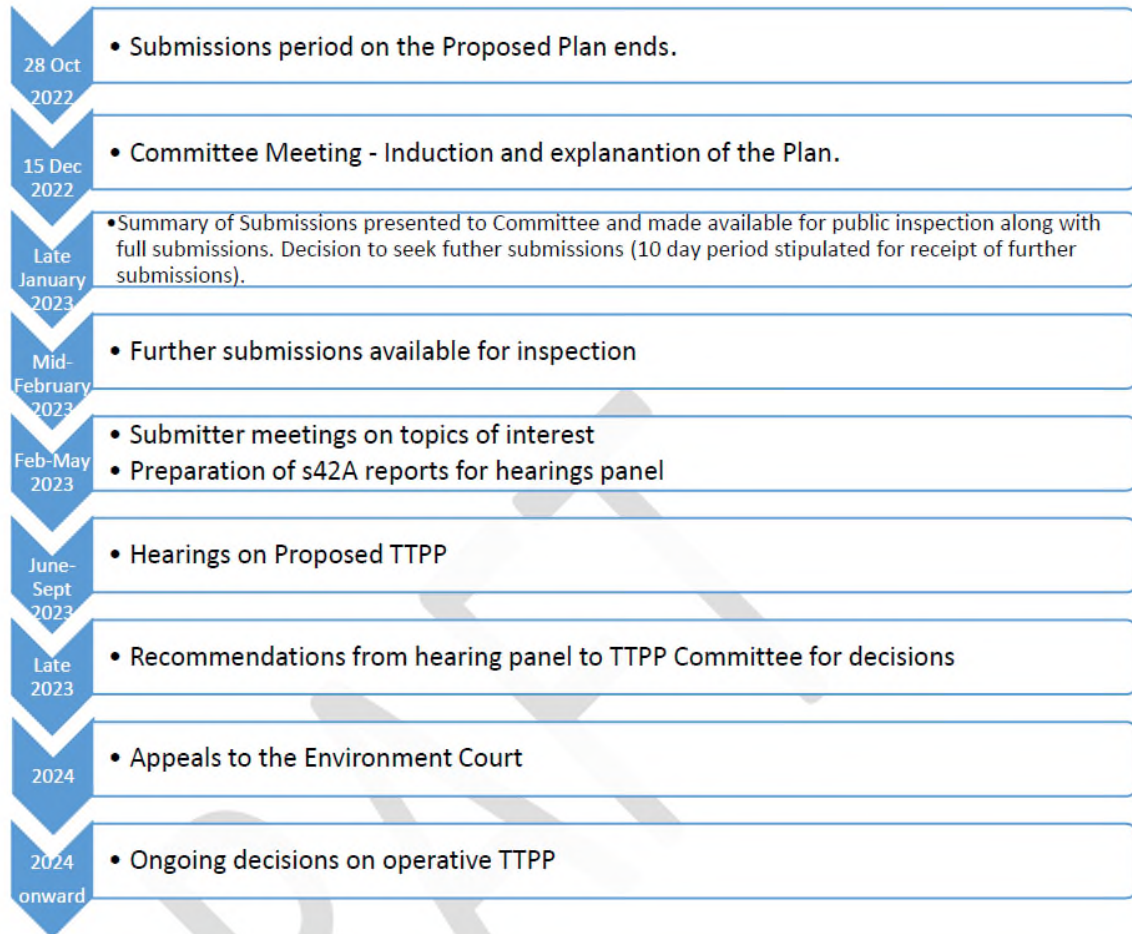 28 Oct
2022
• Submissions period on the Proposed Plan ends.
15 Dec
2022
• Committee Meeting - Induction and explanantion of the Plan.
Late
January
2023
•Summary of Submissions presented to Committee and made available for public inspection along with
full submissions. Decision to seek futher submissions (10 day period stipulated for receipt of further
submissions).
Mid-
February
2023
• Further submissions available for inspection
Feb-May
2023
• Submitter meetings on topics of interest
• Preparation of s42A reports for hearings panel
June-
Sept
2023
• Hearings on Proposed TTPP
Late
2023
• Recommendations from hearing panel to TTPP Committee for decisions
2024
• Appeals to the Environment Court
2024
onward
• Ongoing decisions on operative TTPP
DRAFT